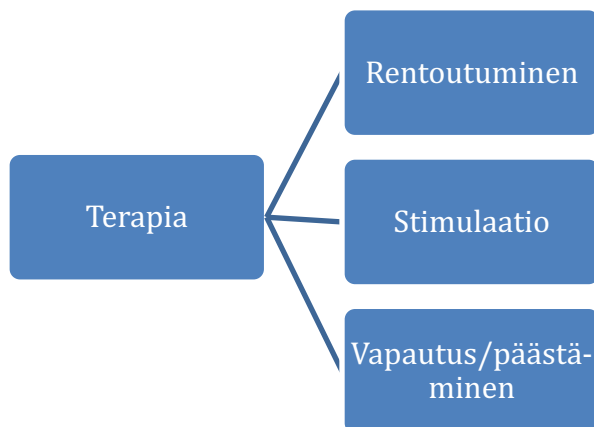 Rentoutuminen
Terapia
Stimulaatio
Vapautus/päästä-
minen